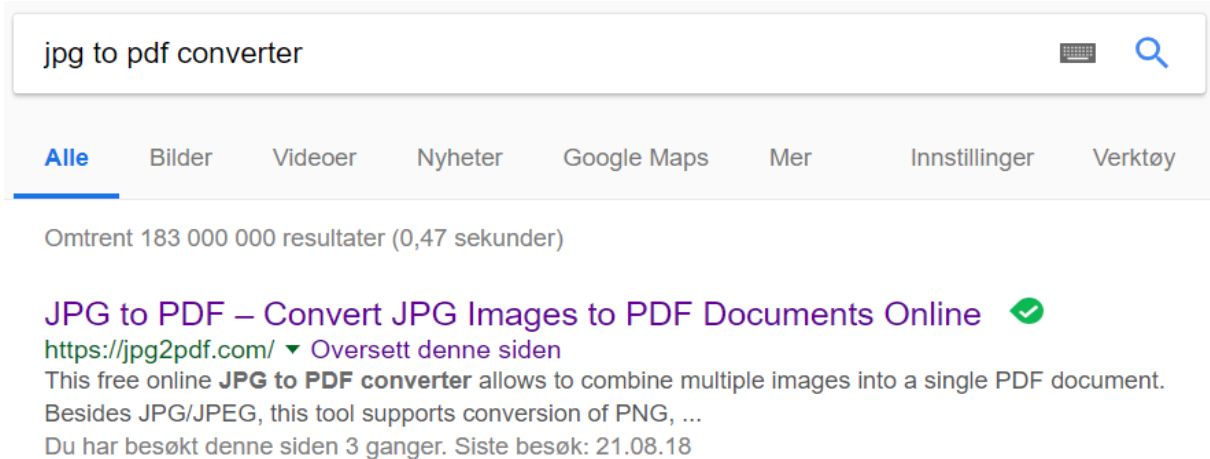 jpg to pdf converter
Alle Bilder Videoer Nyheter Google Maps Mer Innstillinger Verktøy
Omtrent 183 000 000 resultater (0,47 sekunder)
JPG to PDF – Convert JPG Images to PDF Documents Online
https://jpg2pdf.com/ Oversett denne siden
This free online JPG to PDF converter allows to combine multiple images into a single PDF document.
Besides JPG/JPEG, this tool supports conversion of PNG, ...
Du har besøkt denne siden 3 ganger. Siste besøk: 21.08.18